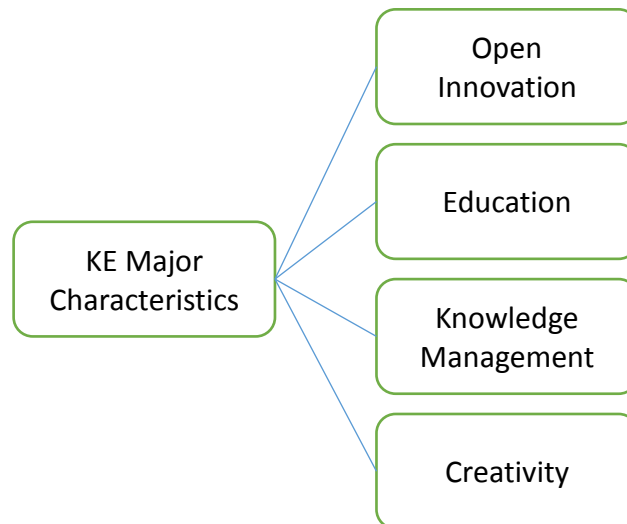 Open
Innovation
Education
KE Major
Characteristics
Knowledge
Management
Creativity